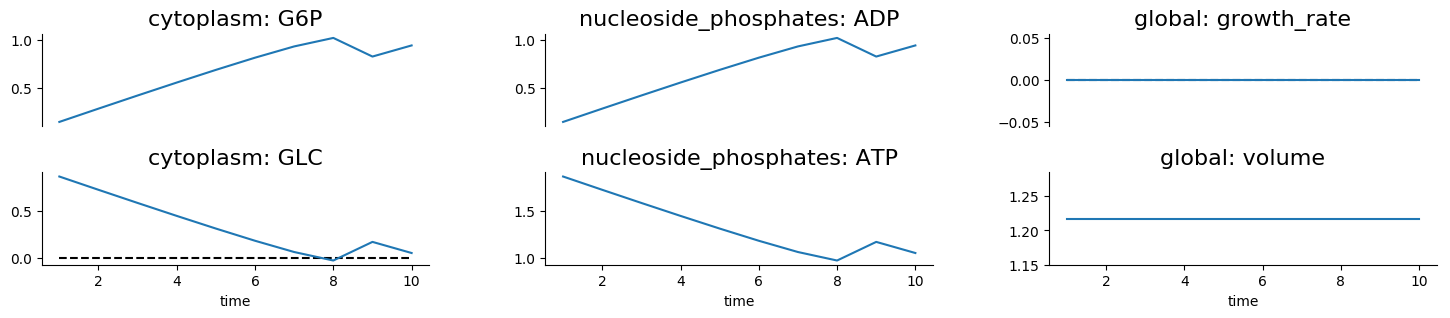 cytoplasm: G6P
1.0
0.5
nucleoside_phosphates: ADP
1.0
0.5
global: growth_rate
0.05
0.00
−0.05
cytoplasm: GLC
0.5
0.0
2 4 6 8 10
time
nucleoside_phosphates: ATP
1.5
1.0
2 4 6 8 10
time
global: volume
1.25
1.20
1.15
2 4 6 8 10
time